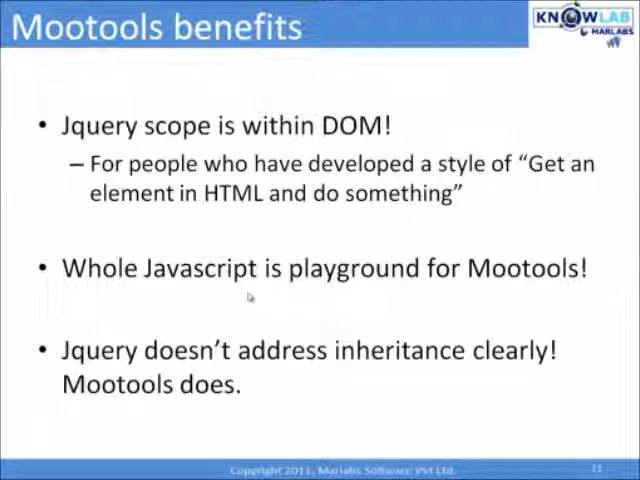 Mootools benefits
KNOWLAB
MARLABS
• Jquery scope is within DOM!
– For people who have developed a style of “Get an
element in HTML and do something”
• Whole Javascript is playground for Mootools!
• Jquery doesn’t address inheritance clearly!
Mootools does.
Copyright 2011, Marlabs Software Pvt Ltd.
11